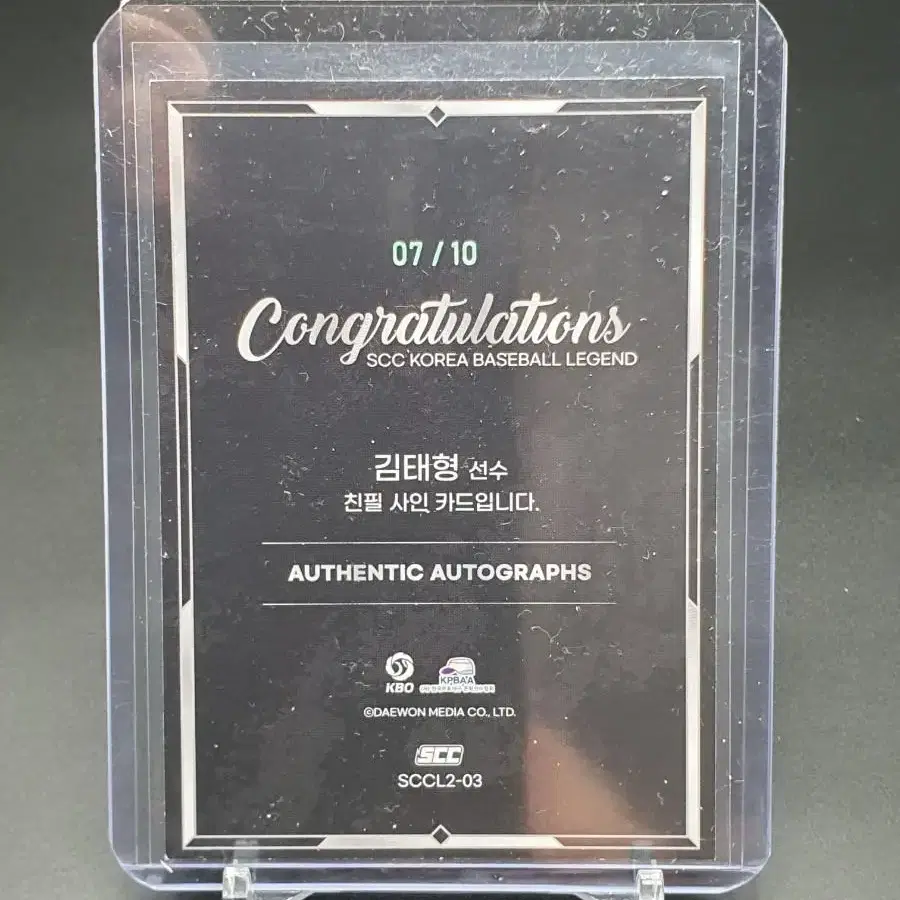 07 / 10
Congratulations
SCC KOREA BASEBALL LEGEND
김태형 선수
친필 사인 카드입니다.
AUTHENTIC AUTOGRAPHS
KBO
KPBAA
©DAEWON MEDIA CO., LTD.
SCC
SCCL2-03